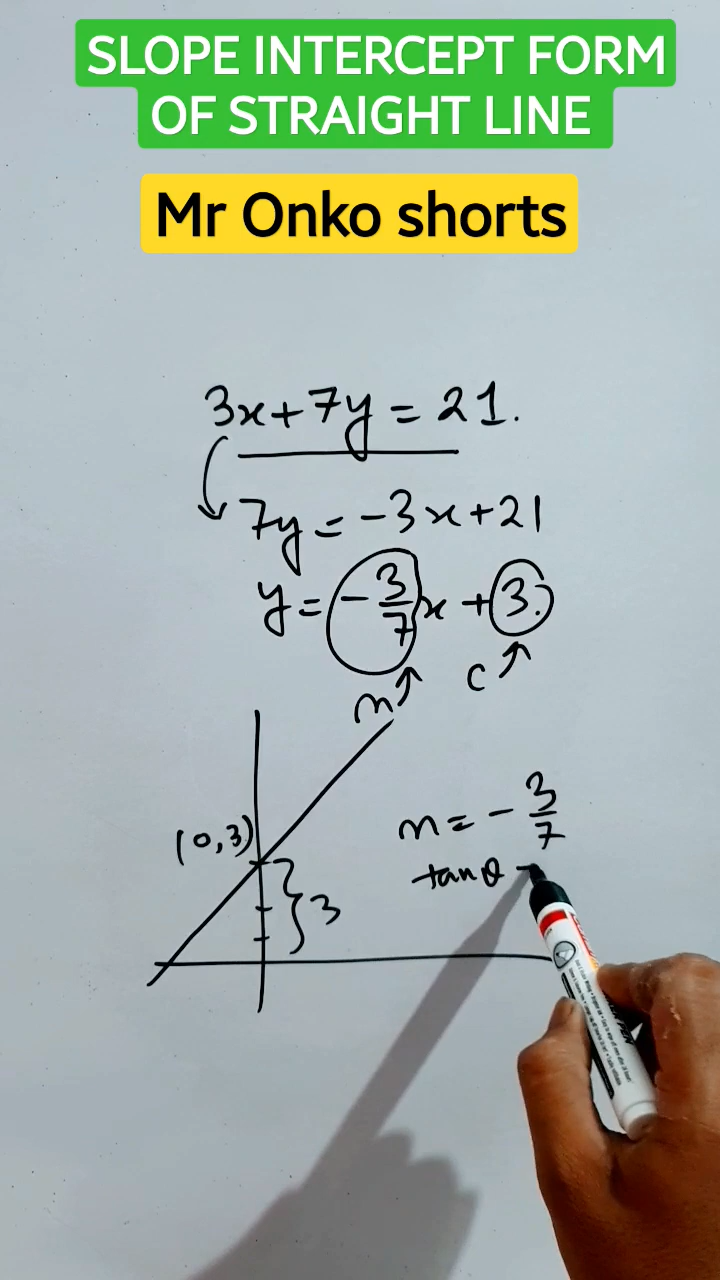 SLOPE INTERCEPT FORM
OF STRAIGHT LINE
Mr Onko shorts
3x+7y = 21.
7y = -3x+21
y = -3/7 x + 3.
m
c
(0,3)
3
m = - 3/7
tan θ